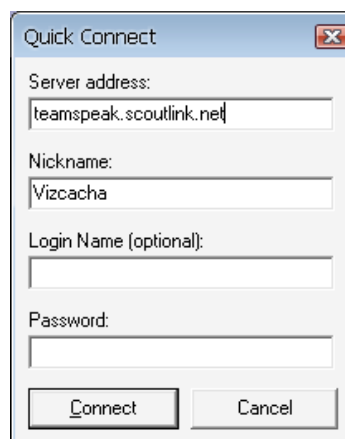 Quick Connect
Server address:
teamspeak.scoutlink.net
Nickname:
Vizcacha
Login Name (optional):
Password:
Connect Cancel